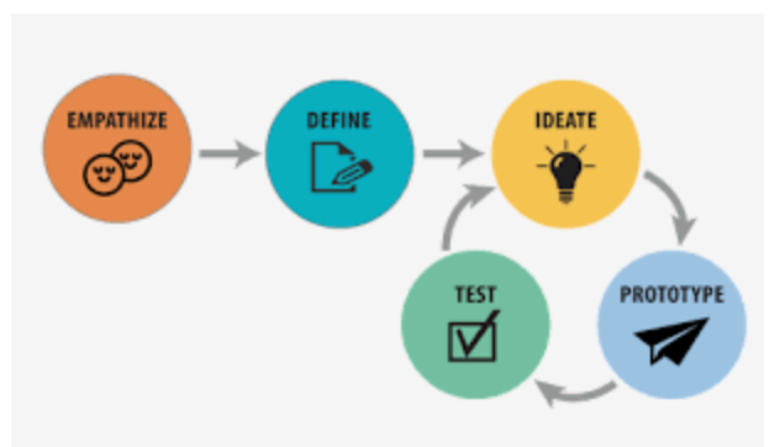 EMPATHIZE
DEFINE
IDEATE
TEST
PROTOTYPE